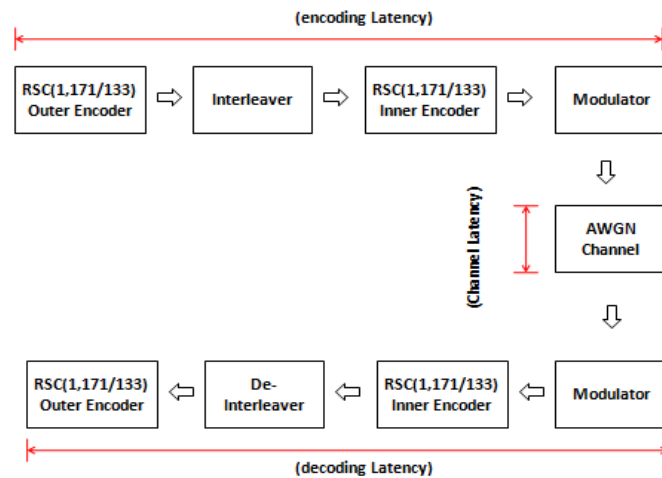 (encoding Latency)
RSC(1,171/133)
Outer Encoder
Interleaver
RSC(1,171/133)
Inner Encoder
Modulator
(Channel Latency)
AWGN
Channel
RSC(1,171/133)
Outer Encoder
De-
Interleaver
RSC(1,171/133)
Inner Encoder
Modulator
(decoding Latency)